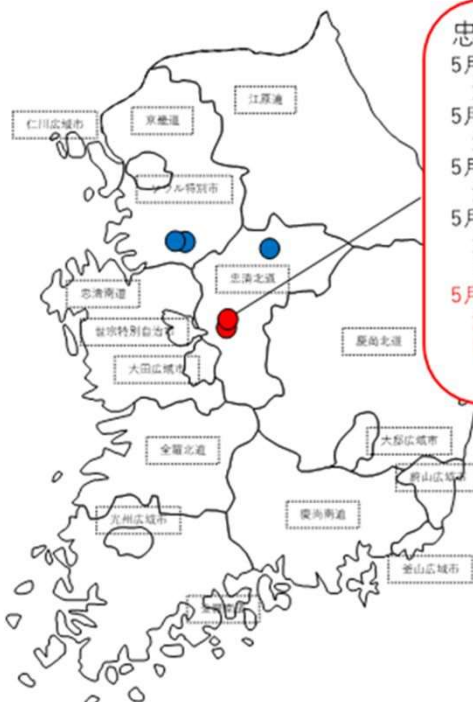 忠
5月
5月
5月
5月
5月
江原道
京畿道
仁川広域市
ソウル特別市
忠清北道
忠清南道
世宗特別自治市
慶尚北道
大田広域市
大邱広域市
全羅北道
蔚山広域市
慶尚南道
光州広域市
釜山広域市